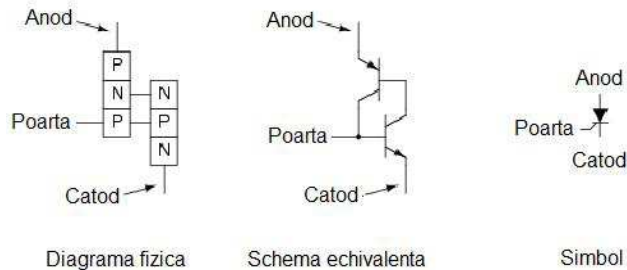 Anod
P
N N
Poarta P P
N
Catod
Diagrama fizica
Anod
Poarta
Catod
Schema echivalenta
Anod
Poarta
Catod
Simbol